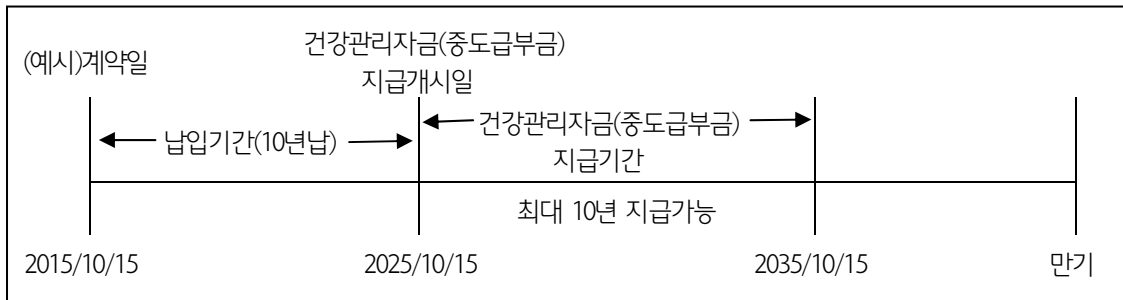 (예시)계약일
건강관리자금(중도급부금)
지급개시일
납입기간(10년납)
건강관리자금(중도급부금)
지급기간
최대 10년 지급가능
2015/10/15
2025/10/15
2035/10/15
만기